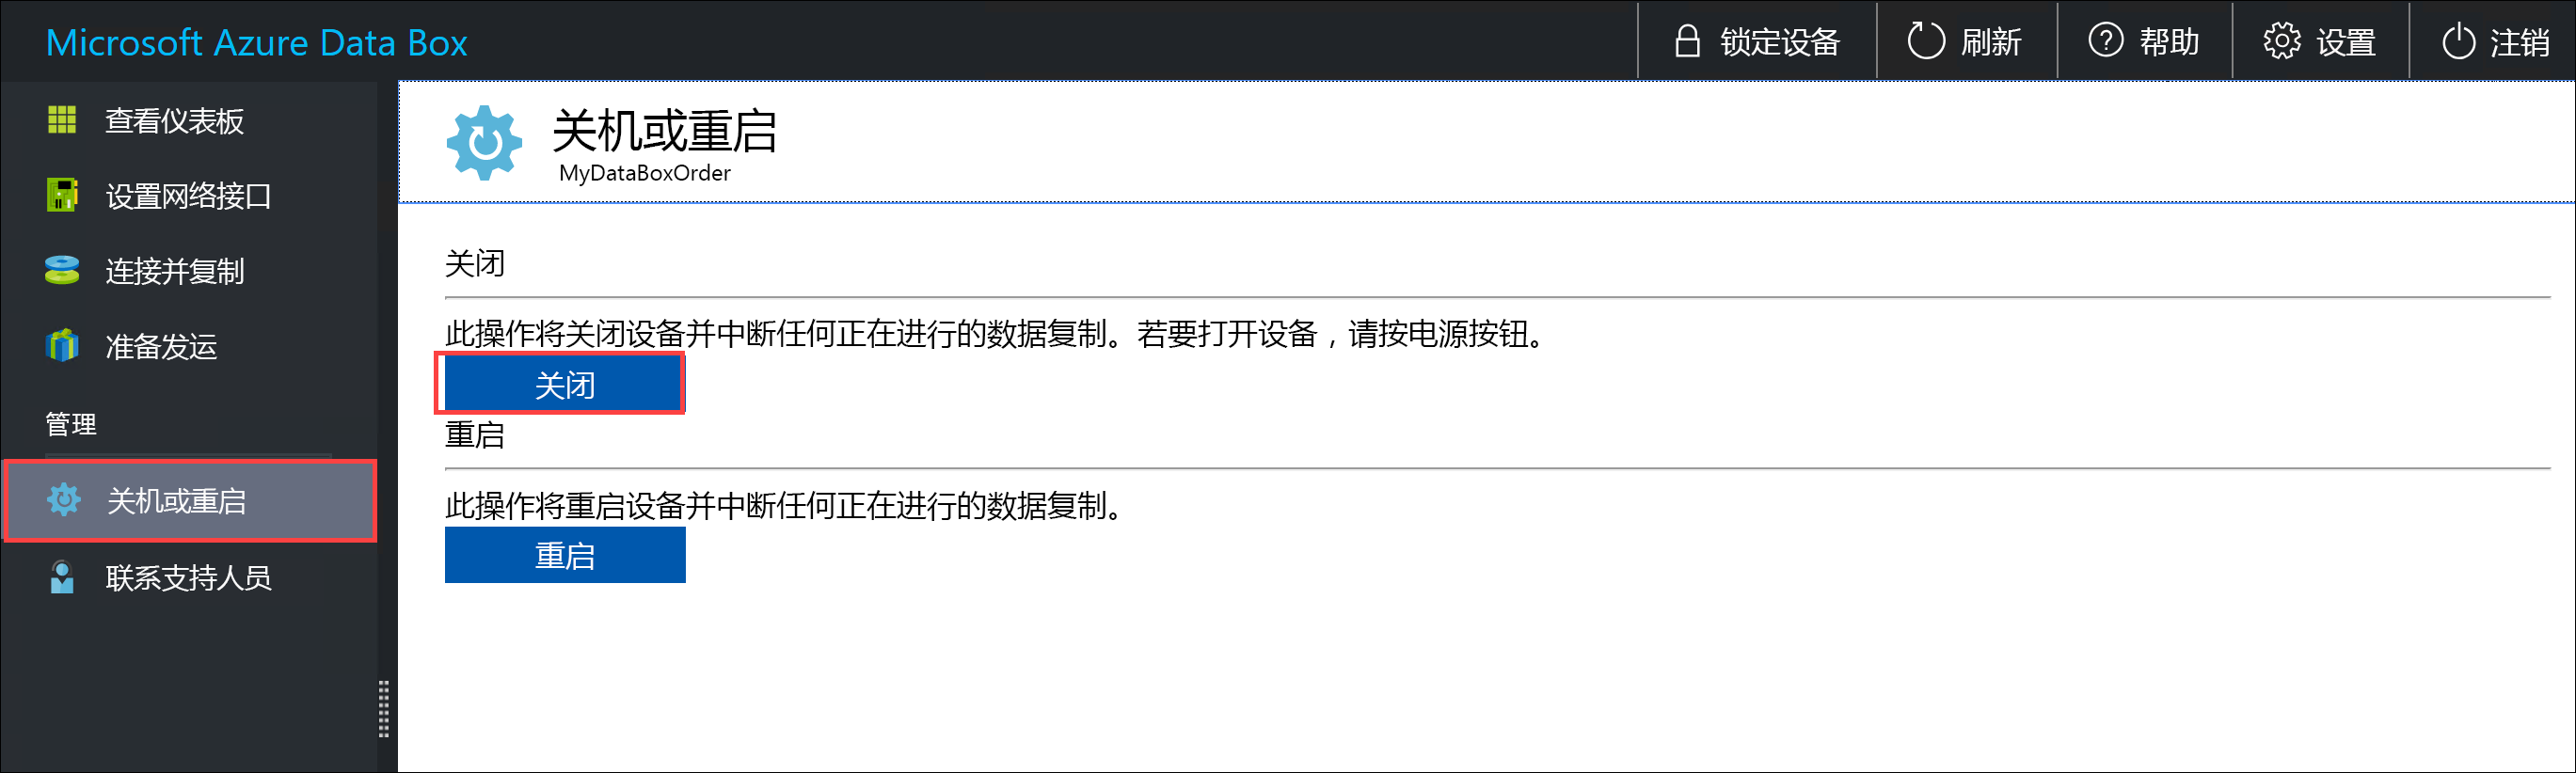 Microsoft Azure Data Box
锁定设备
刷新
帮助
设置
注销
查看仪表板
设置网络接口
连接并复制
准备发运
管理
关机或重启
联系支持人员
关机或重启
MyDataBoxOrder
关闭
此操作将关闭设备并中断任何正在进行的数据复制。若要打开设备，请按电源按钮。
关闭
重启
此操作将重启设备并中断任何正在进行的数据复制。
重启